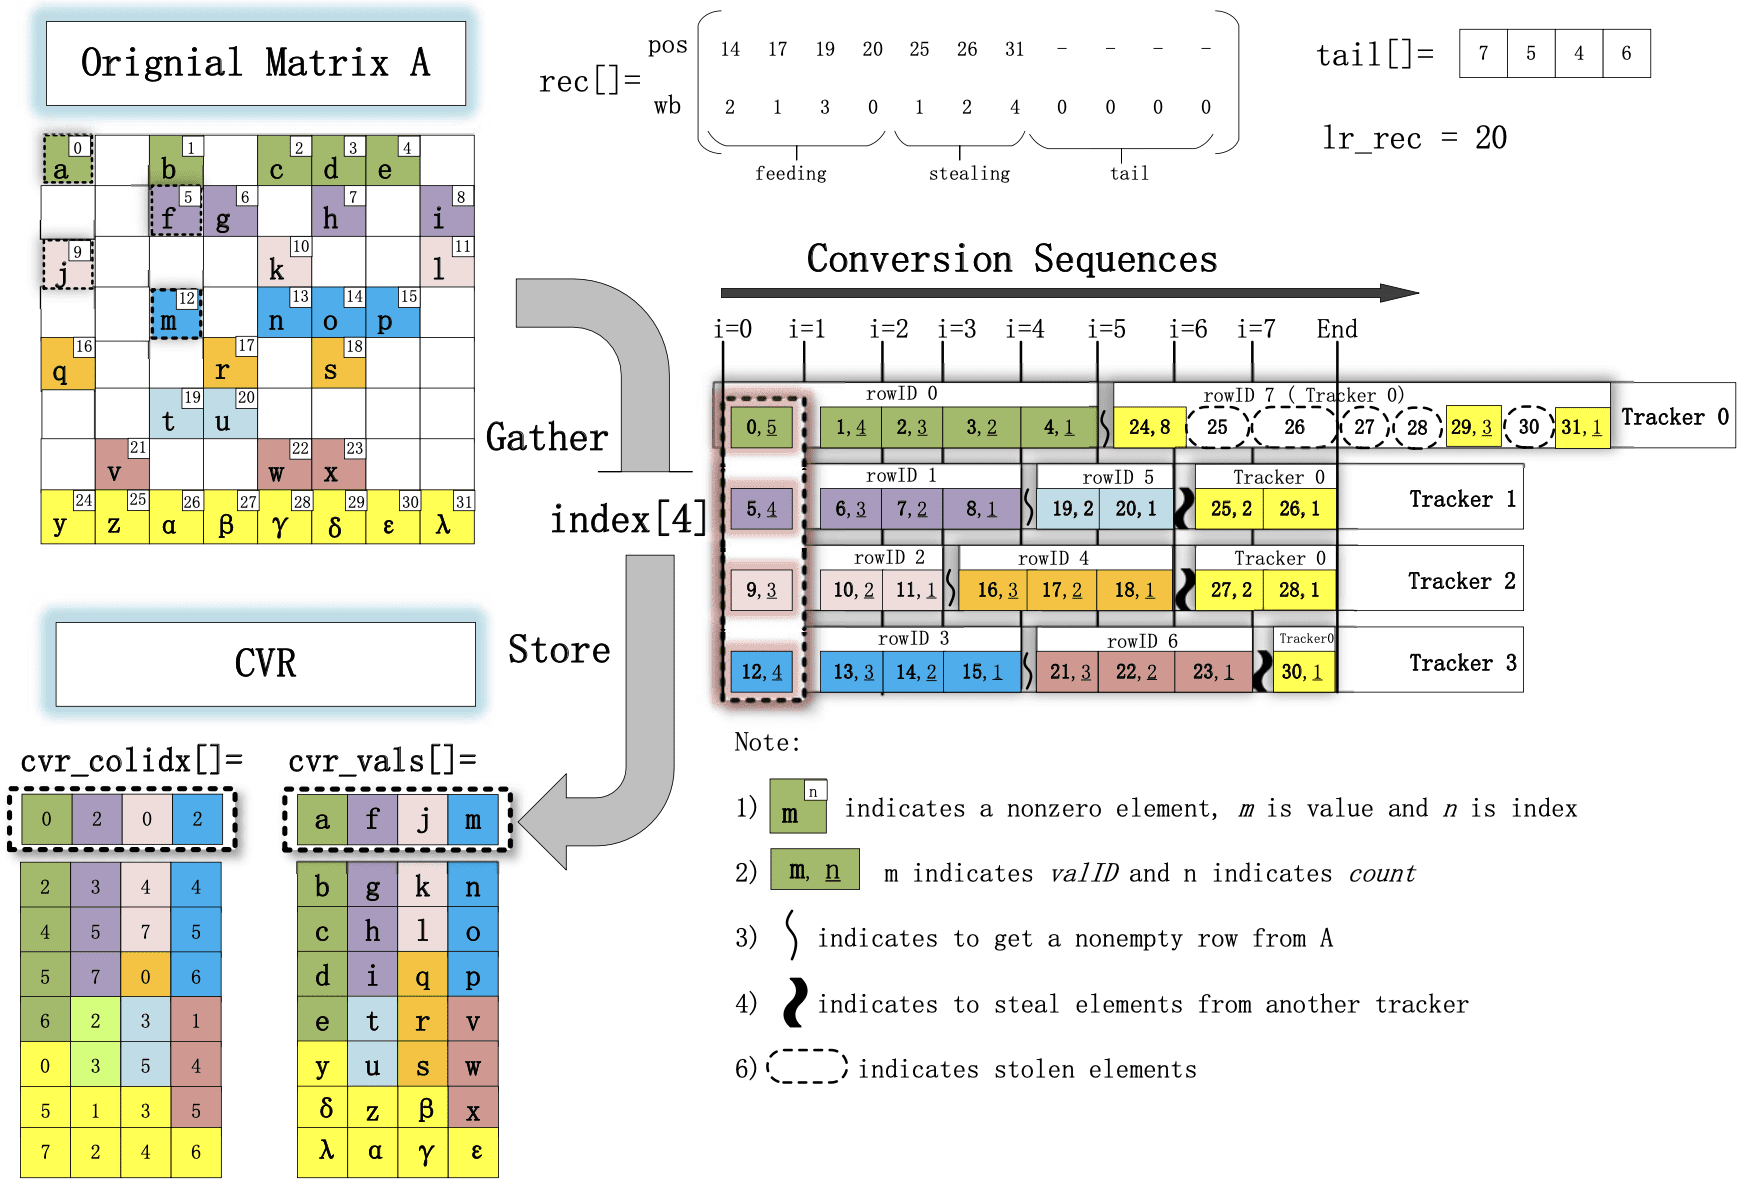 Orignial Matrix A
a 0 b 1 c 2 d 3 e 4
f 5 g 6 h 7 i 8
j 9 k 10 l 11
m 12 n 13 o 14 p 15
q 16 r 17 s 18
t 19 u 20
v 21 w 22 x 23
y 24 z 25 α 26 β 27 γ 28 δ 29 ε 30 λ 31
rec[]=
pos 14 17 19 20 25 26 31 - - - -
wb 2 1 3 0 1 2 4 0 0 0 0
feeding stealing tail
tail[]= 7 5 4 6
lr_rec = 20
Gather
index[4]
Store
Conversion Sequences
i=0 i=1 i=2 i=3 i=4 i=5 i=6 i=7 End
rowID 0 rowID 7 ( Tracker 0)
0,5 1,4 2,3 3,2 4,1 24,8 25 26 27 28 29,3 30 31,1 Tracker 0
rowID 1 rowID 5 Tracker 0
5,4 6,3 7,2 8,1 19,2 20,1 25,2 26,1 Tracker 1
rowID 2 rowID 4 Tracker 0
9,3 10,2 11,1 16,3 17,2 18,1 27,2 28,1 Tracker 2
rowID 3 rowID 6 Tracker0
12,4 13,3 14,2 15,1 21,3 22,2 23,1 30,1 Tracker 3
CVR
cvr_colidx[]=
0 2 0 2
2 3 4 4
4 5 7 5
5 7 0 6
6 2 3 1
0 3 5 4
5 1 3 5
7 2 4 6
cvr_vals[]=
a f j m
b g k n
c h l o
d i q p
e t r v
y u s w
δ z β x
λ α γ ε
Note:
1) m n indicates a nonzero element, m is value and n is index
2) m, n m indicates valID and n indicates count
3) indicates to get a nonempty row from A
4) indicates to steal elements from another tracker
6) indicates stolen elements